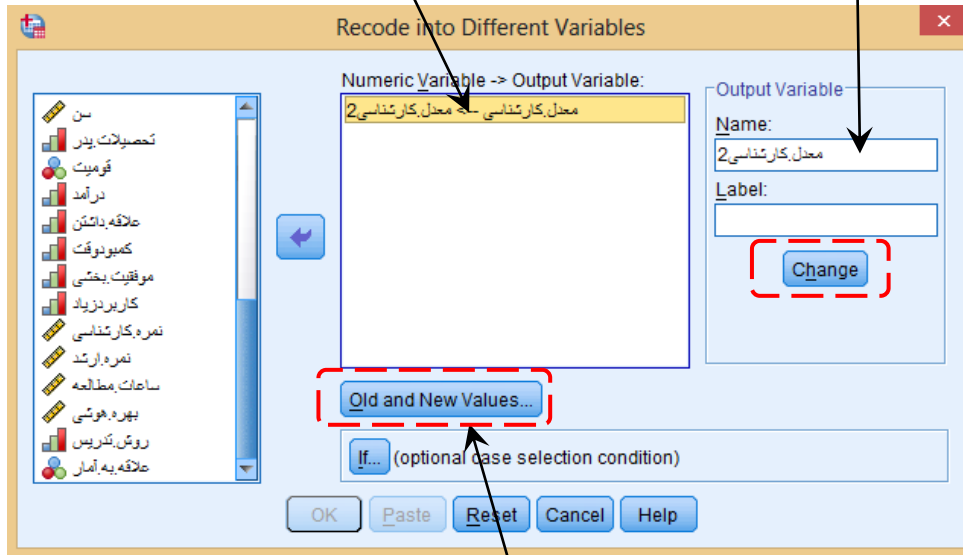 Recode into Different Variables
سن
تحصیلات.پدر
قومیت
درآمد
علاقه.داشتن
کمبودوقت
موفقیت.بخشی
کاربردزیاد
نمره.کارشناسی
نمره.ارشد
ساعات.مطالعه
بهره.هوشی
روش.تدریس
علاقه.به.آمار
Numeric Variable -> Output Variable:
معدل.کارشناسی --> معدل.کارشناسی2
Old and New Values...
If... (optional case selection condition)
Output Variable
Name:
معدل.کارشناسی2
Label:
Change
OK Paste Reset Cancel Help